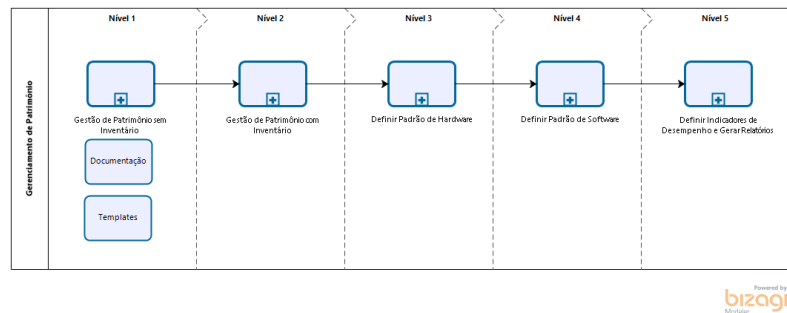 Nível 1
Nível 2
Nível 3
Nível 4
Nível 5
Gerenciamento de Patrimônio
Gestão de Patrimônio sem
Inventário
Gestão de Patrimônio com
Inventário
Definir Padrão de Hardware
Definir Padrão de Software
Definir Indicadores de
Desempenho e Gerar Relatórios
Documentação
Templates
Powered by
bizagi
Modeler